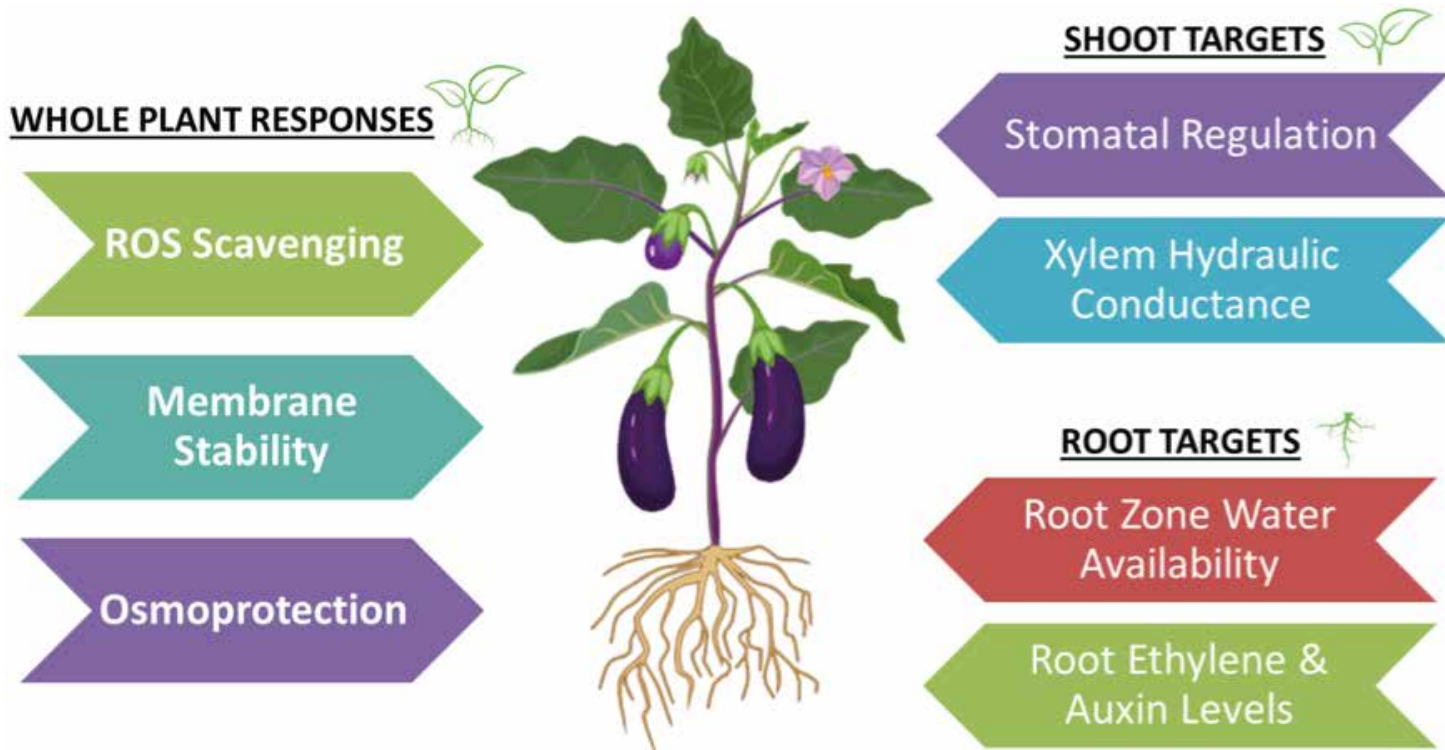 WHOLE PLANT RESPONSES
ROS Scavenging
Membrane
Stability
Osmoprotection
SHOOT TARGETS
Stomatal Regulation
Xylem Hydraulic
Conductance
ROOT TARGETS
Root Zone Water
Availability
Root Ethylene &
Auxin Levels